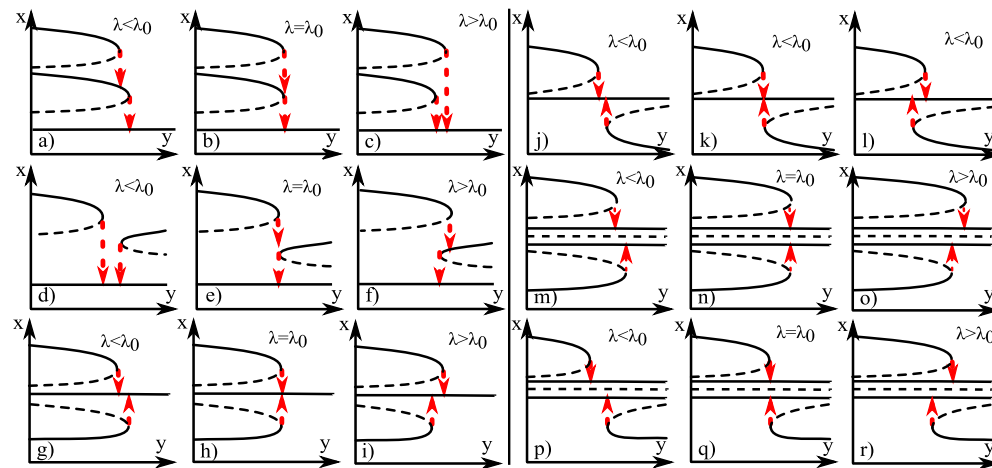 x λ<λ0 a) y
x λ=λ0 b) y
x λ>λ0 c) y
x λ<λ0 j) y
x λ<λ0 k) y
x λ<λ0 l) y
x λ<λ0 d) y
x λ=λ0 e) y
x λ>λ0 f) y
x λ<λ0 m) y
x λ=λ0 n) y
x λ>λ0 o) y
x λ<λ0 g) y
x λ=λ0 h) y
x λ>λ0 i) y
x λ<λ0 p) y
x λ=λ0 q) y
x λ>λ0 r) y